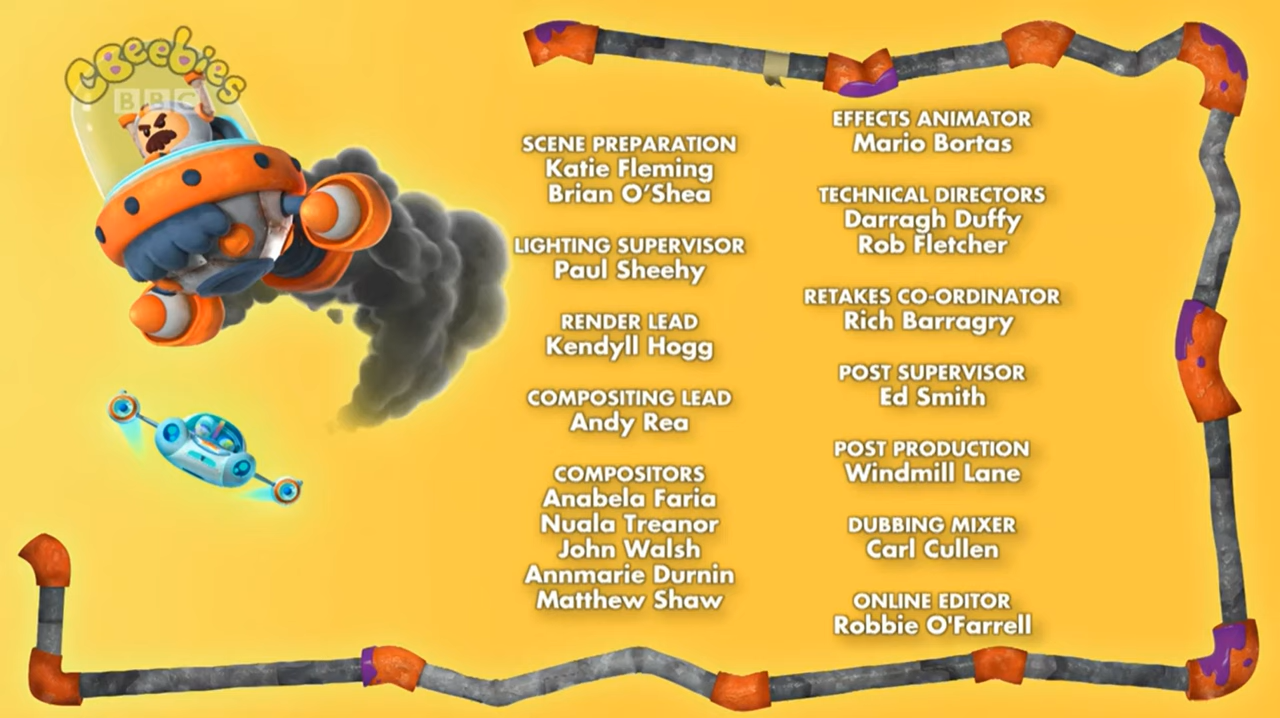 CBeebies
BBC
SCENE PREPARATION
Katie Fleming
Brian O'Shea
LIGHTING SUPERVISOR
Paul Sheehy
RENDER LEAD
Kendyll Hogg
COMPOSITING LEAD
Andy Rea
COMPOSITORS
Anabela Faria
Nuala Treanor
John Walsh
Annmarie Durnin
Matthew Shaw
EFFECTS ANIMATOR
Mario Bortas
TECHNICAL DIRECTORS
Darragh Duffy
Rob Fletcher
RETAKES CO-ORDINATOR
Rich Barragry
POST SUPERVISOR
Ed Smith
POST PRODUCTION
Windmill Lane
DUBBING MIXER
Carl Cullen
ONLINE EDITOR
Robbie O'Farrell